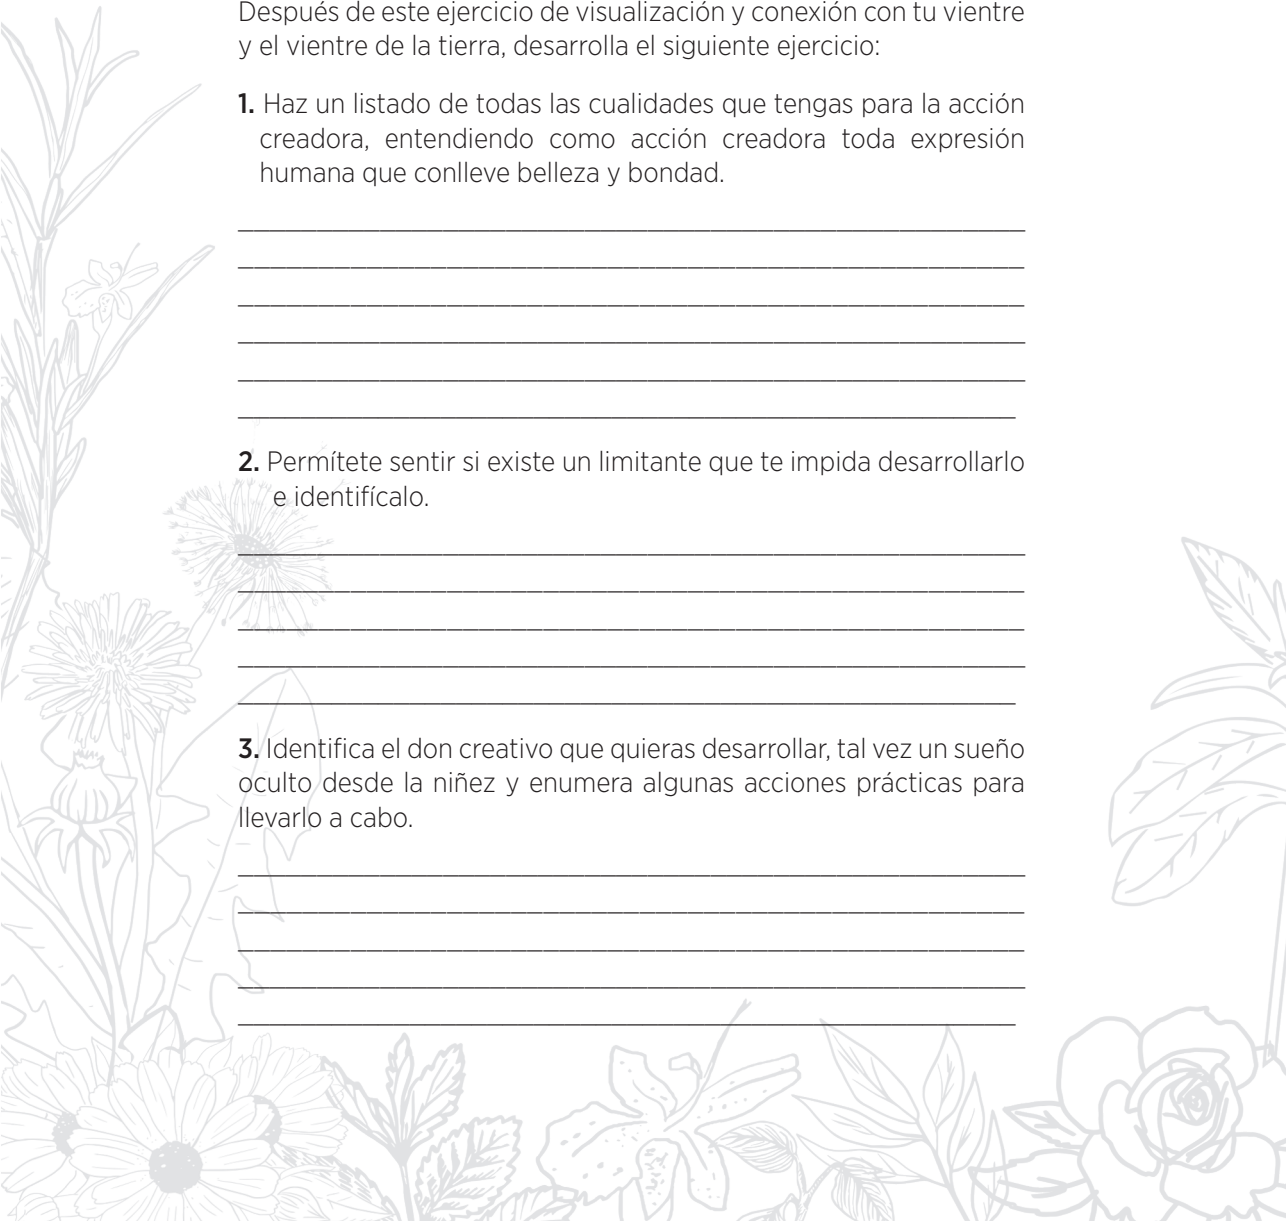 Después de este ejercicio de visualización y conexión con tu vientre
y el vientre de la tierra, desarrolla el siguiente ejercicio:
1. Haz un listado de todas las cualidades que tengas para la acción
creadora, entendiendo como acción creadora toda expresión
humana que conlleve belleza y bondad.
2. Permítete sentir si existe un limitante que te impida desarrollarlo
e identifícalo.
3. Identifica el don creativo que quieras desarrollar, tal vez un sueño
oculto desde la niñez y enumera algunas acciones prácticas para
llevarlo a cabo.